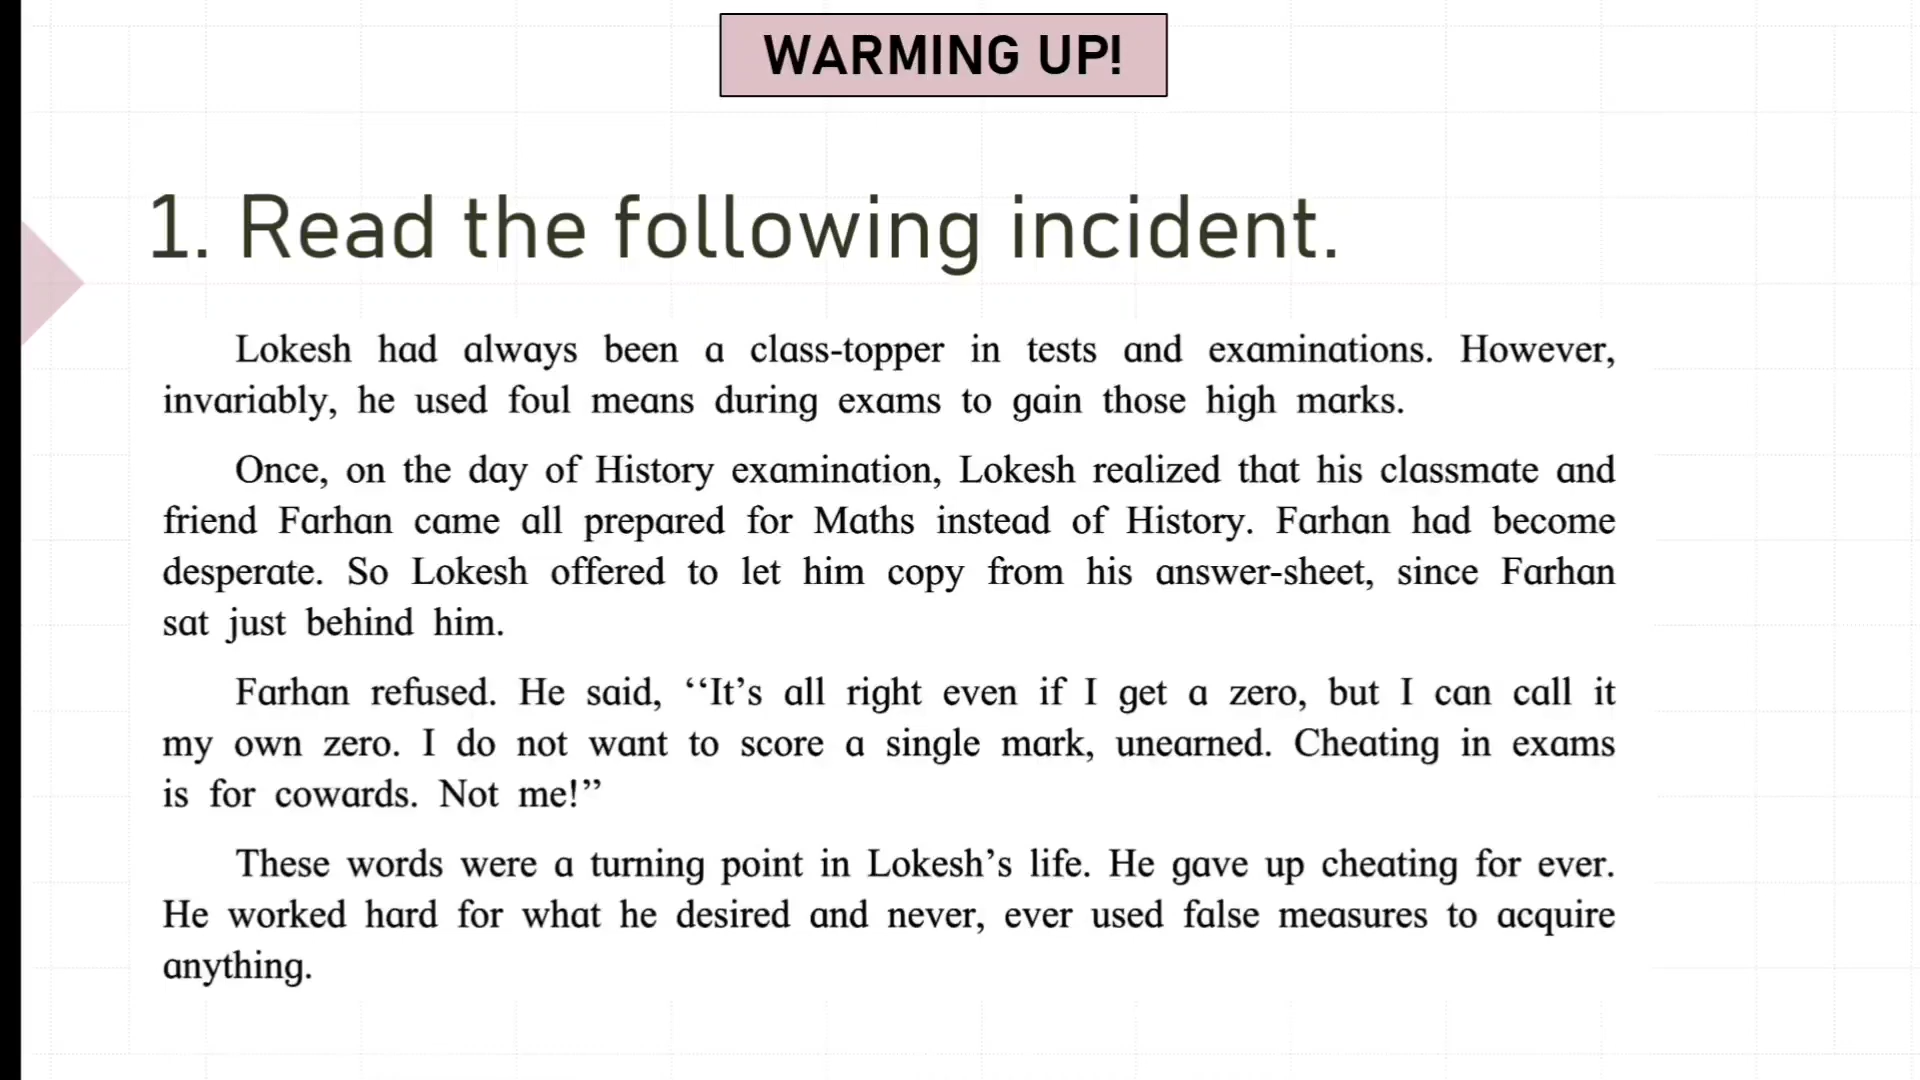 WARMING UP!
1. Read the following incident.
Lokesh had always been a class-topper in tests and examinations. However,
invariably, he used foul means during exams to gain those high marks.
Once, on the day of History examination, Lokesh realized that his classmate and
friend Farhan came all prepared for Maths instead of History. Farhan had become
desperate. So Lokesh offered to let him copy from his answer-sheet, since Farhan
sat just behind him.
Farhan refused. He said, ‘‘It’s all right even if I get a zero, but I can call it
my own zero. I do not want to score a single mark, unearned. Cheating in exams
is for cowards. Not me!’’
These words were a turning point in Lokesh’s life. He gave up cheating for ever.
He worked hard for what he desired and never, ever used false measures to acquire
anything.